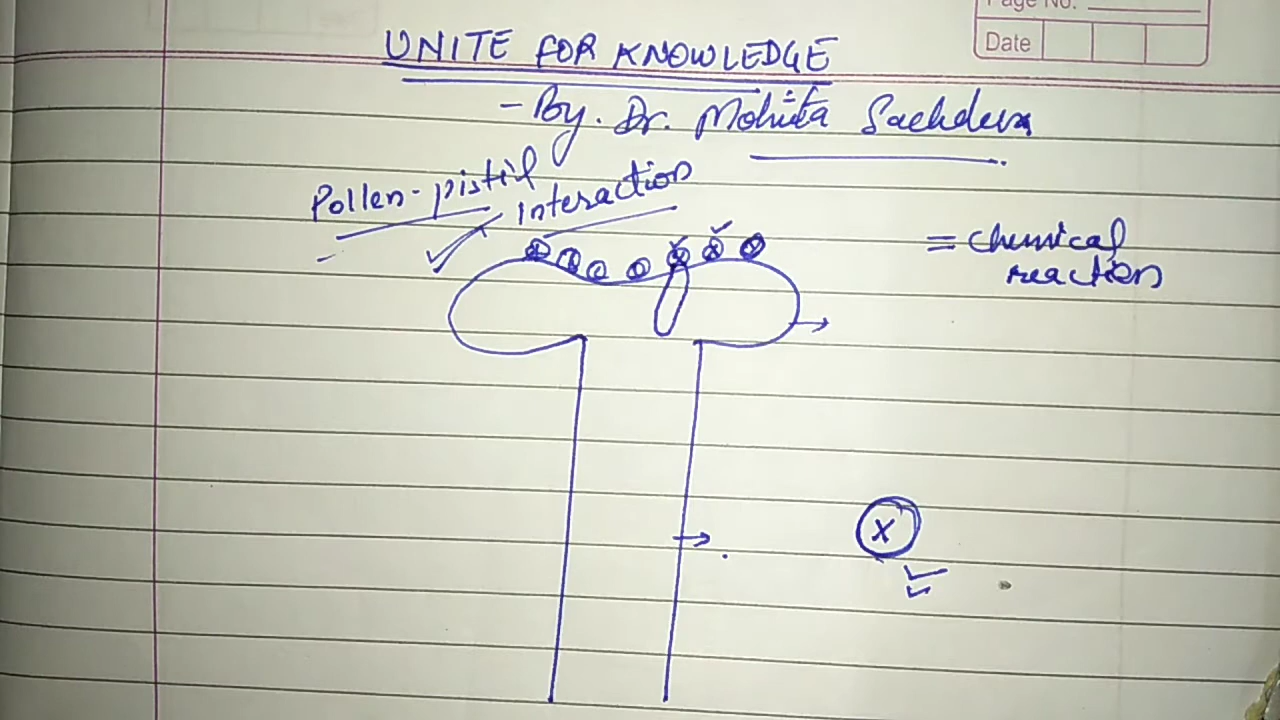 Page No.
Date
UNITE FOR KNOWLEDGE
- By. Dr. Mohita Sachdeva
Pollen-pistil
Interaction
= Chemical
reaction
x